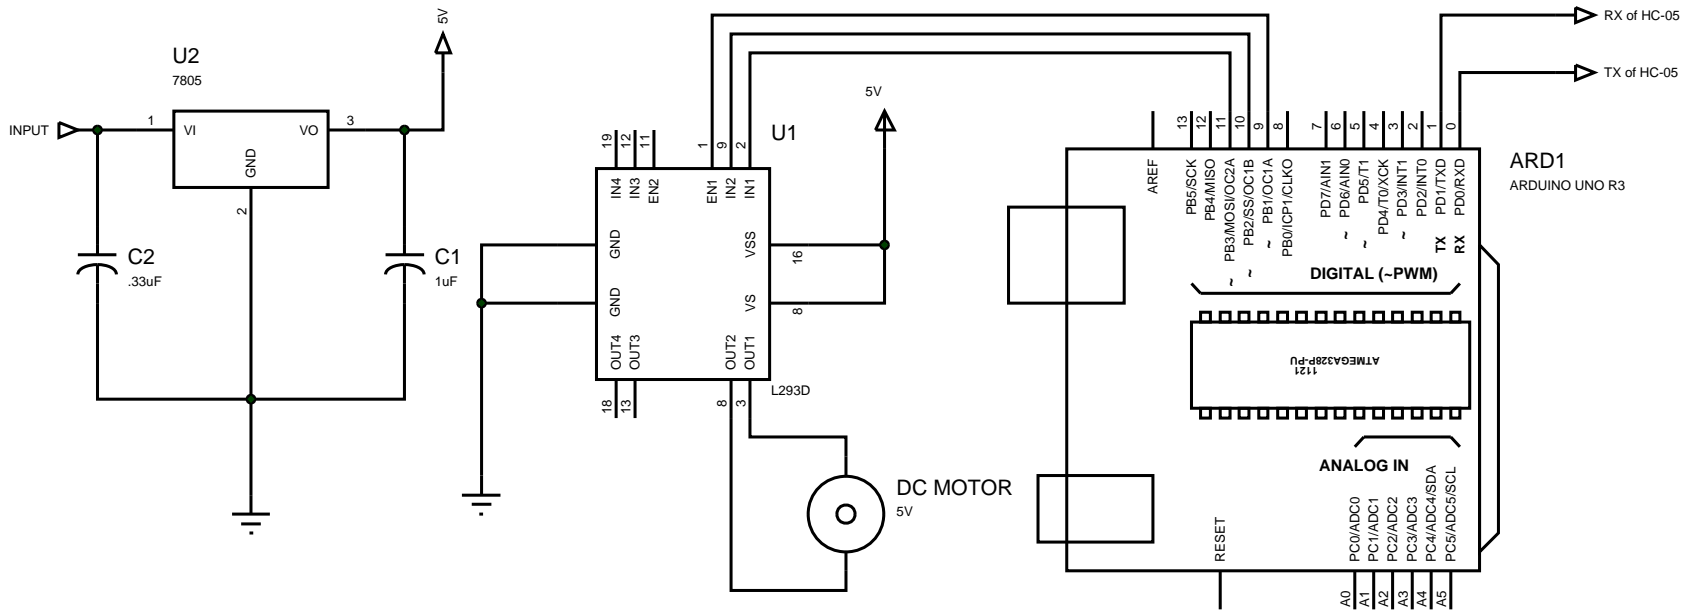 5V
U2
7805
INPUT
1
VI
VO
3
GND
2
C2
.33uF
C1
1uF
U1
5V
19
12
11
1
9
2
IN4
IN3
EN2
EN1
IN2
IN1
GND
GND
VSS
16
VS
8
OUT4
OUT3
OUT2
OUT1
L293D
18
13
8
3
DC MOTOR
5V
RX of HC-05
TX of HC-05
ARD1
ARDUINO UNO R3
13
12
11
10
9
8
7
6
5
4
3
2
1
0
AREF
PB5/SCK
PB4/MISO
PB3/MOSI/OC2A
PB2/SS/OC1B
PB1/OC1A
PB0/ICP1/CLKO
PD7/AIN1
PD6/AIN0
PD5/T1
PD4/T0/XCK
PD3/INT1
PD2/INT0
PD1/TXD
PD0/RXD
~
~
~
~
~
~
TX
RX
DIGITAL (~PWM)
ATMEGA328P-PU
1121
ANALOG IN
RESET
PC0/ADC0
PC1/ADC1
PC2/ADC2
PC3/ADC3
PC4/ADC4/SDA
PC5/ADC5/SCL
A0
A1
A2
A3
A4
A5